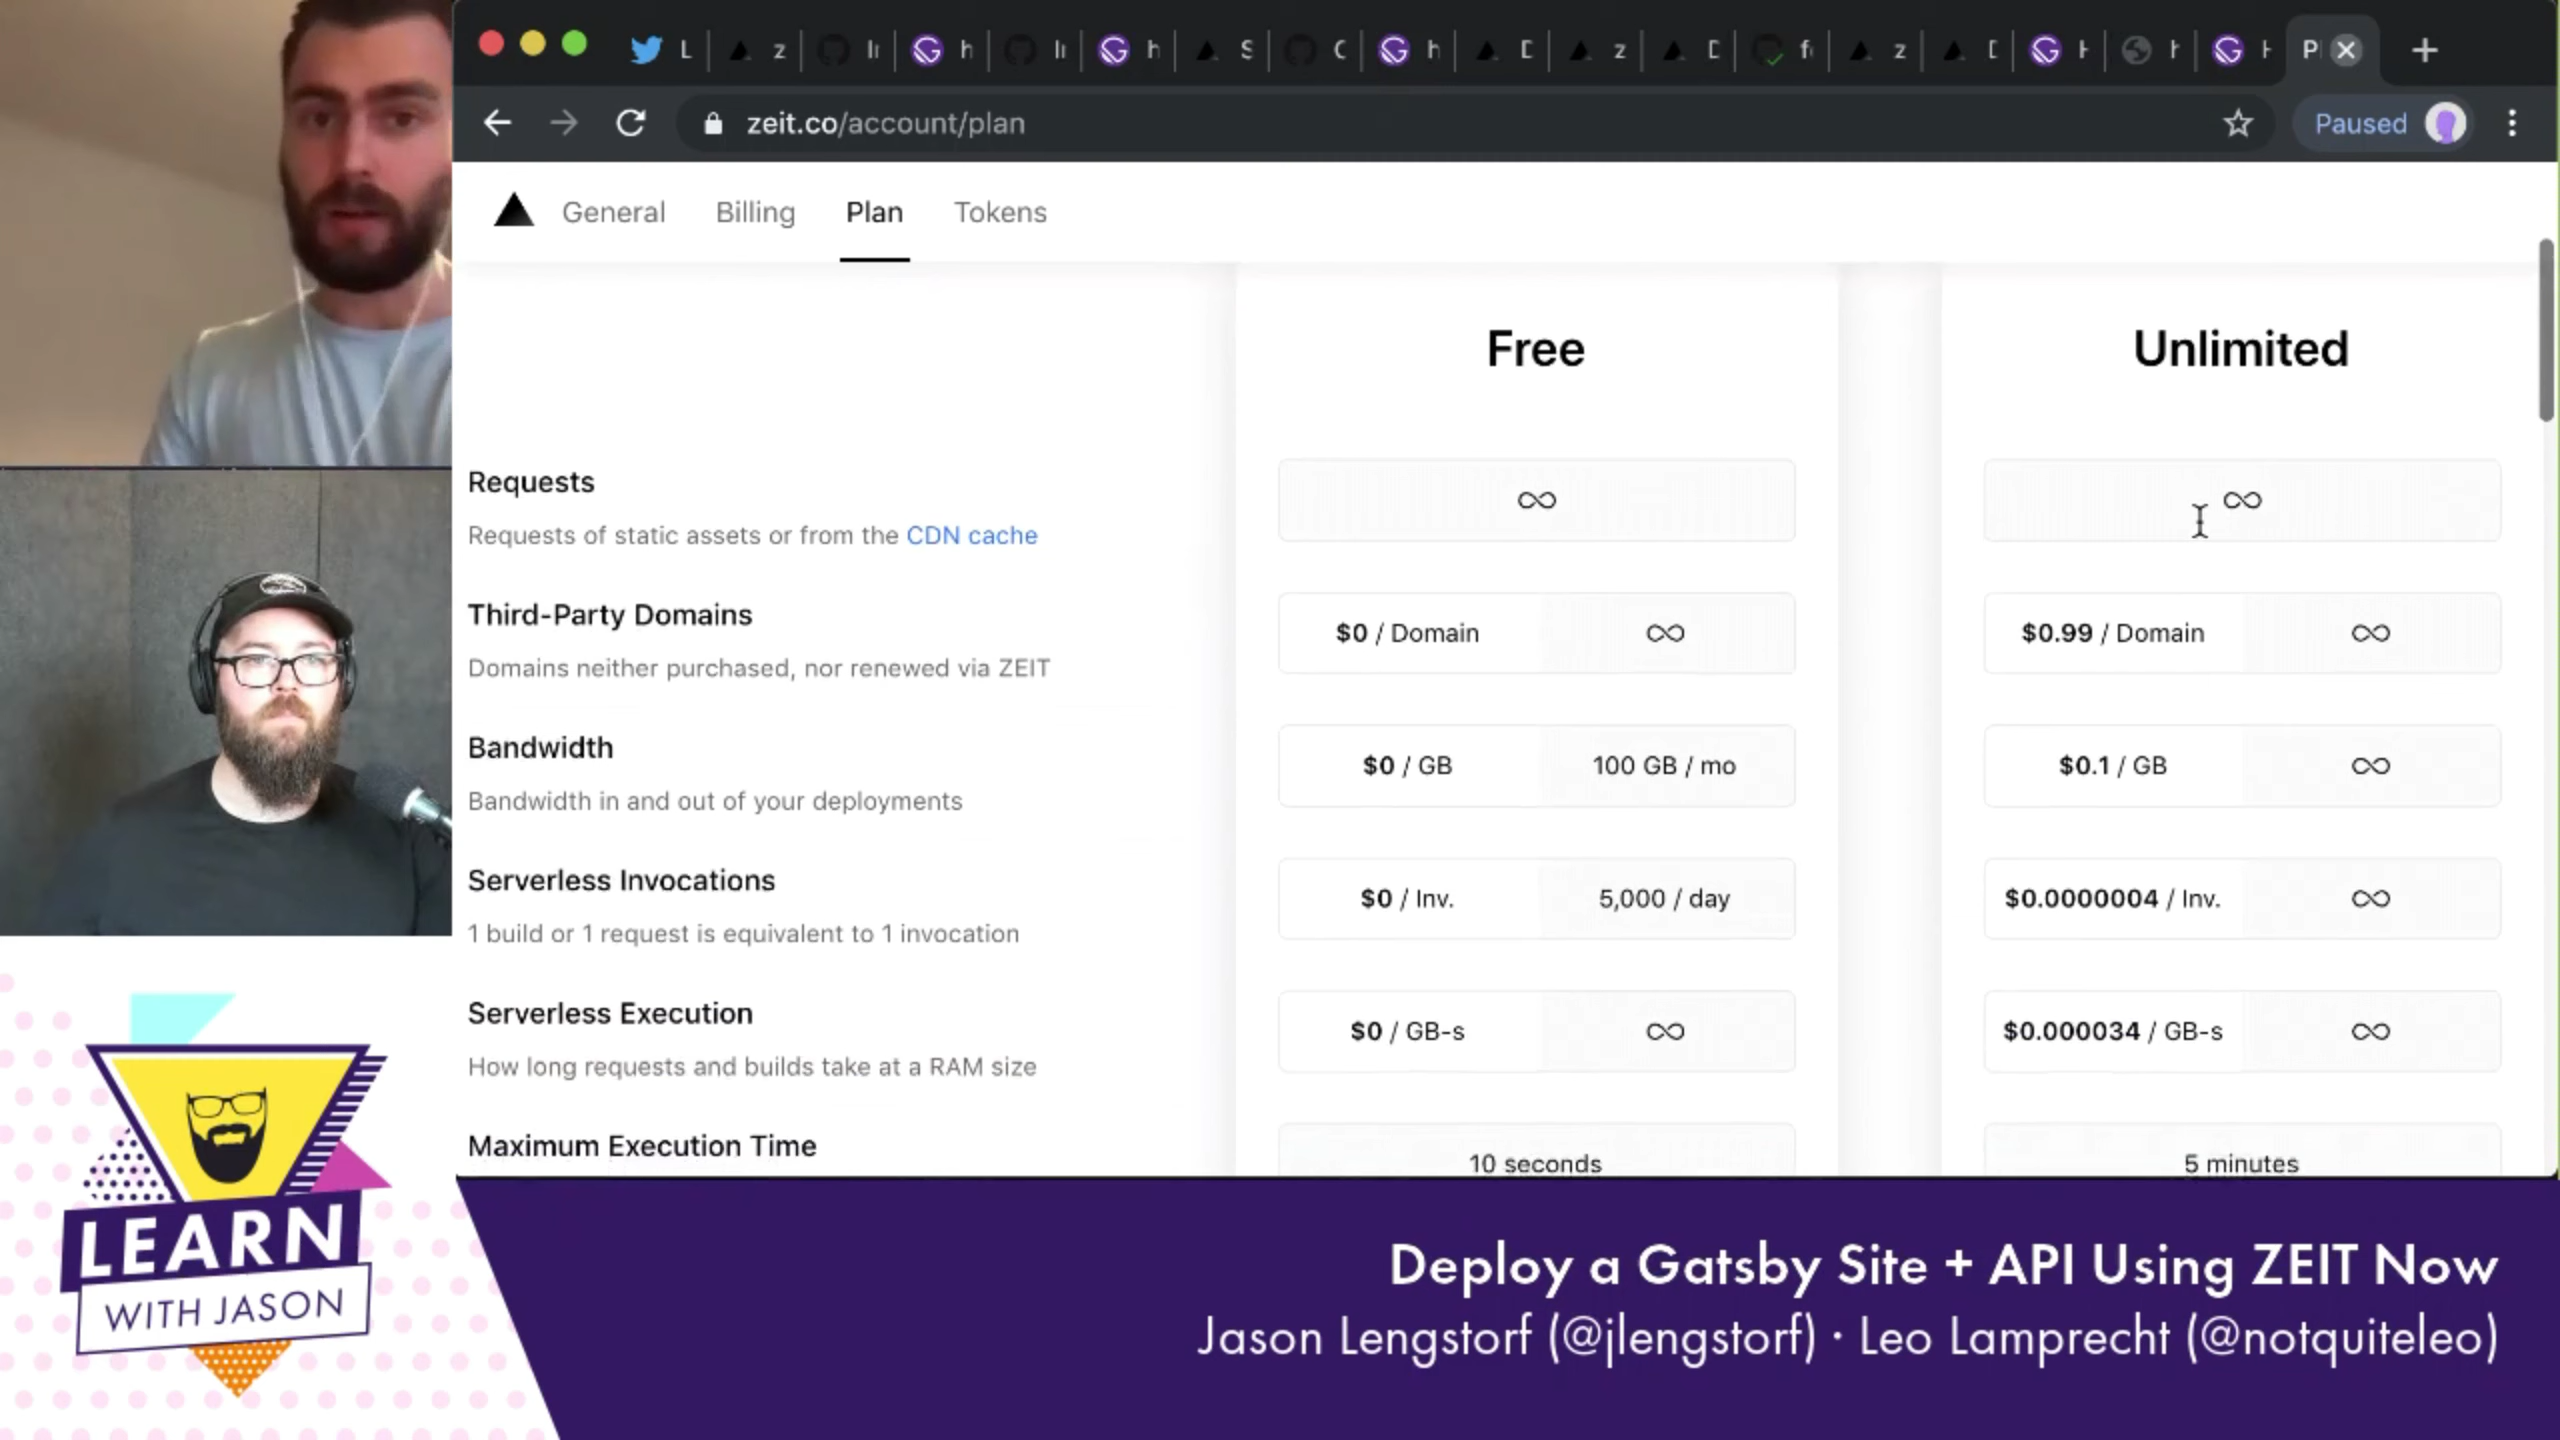 L
z
h
h
S
C
h
z
f
z
P
zeit.co/account/plan
Paused
General
Billing
Plan
Tokens
Free
Unlimited
Requests
Requests of static assets or from the CDN cache
∞
∞
Third-Party Domains
Domains neither purchased, nor renewed via ZEIT
$0 / Domain
∞
$0.99 / Domain
∞
Bandwidth
Bandwidth in and out of your deployments
$0 / GB
100 GB / mo
$0.1 / GB
∞
Serverless Invocations
1 build or 1 request is equivalent to 1 invocation
$0 / Inv.
5,000 / day
$0.0000004 / Inv.
∞
Serverless Execution
How long requests and builds take at a RAM size
$0 / GB-s
∞
$0.000034 / GB-s
∞
Maximum Execution Time
10 seconds
5 minutes
LEARN
WITH JASON
Deploy a Gatsby Site + API Using ZEIT Now
Jason Lengstorf (@jlengstorf) · Leo Lamprecht (@notquiteleo)